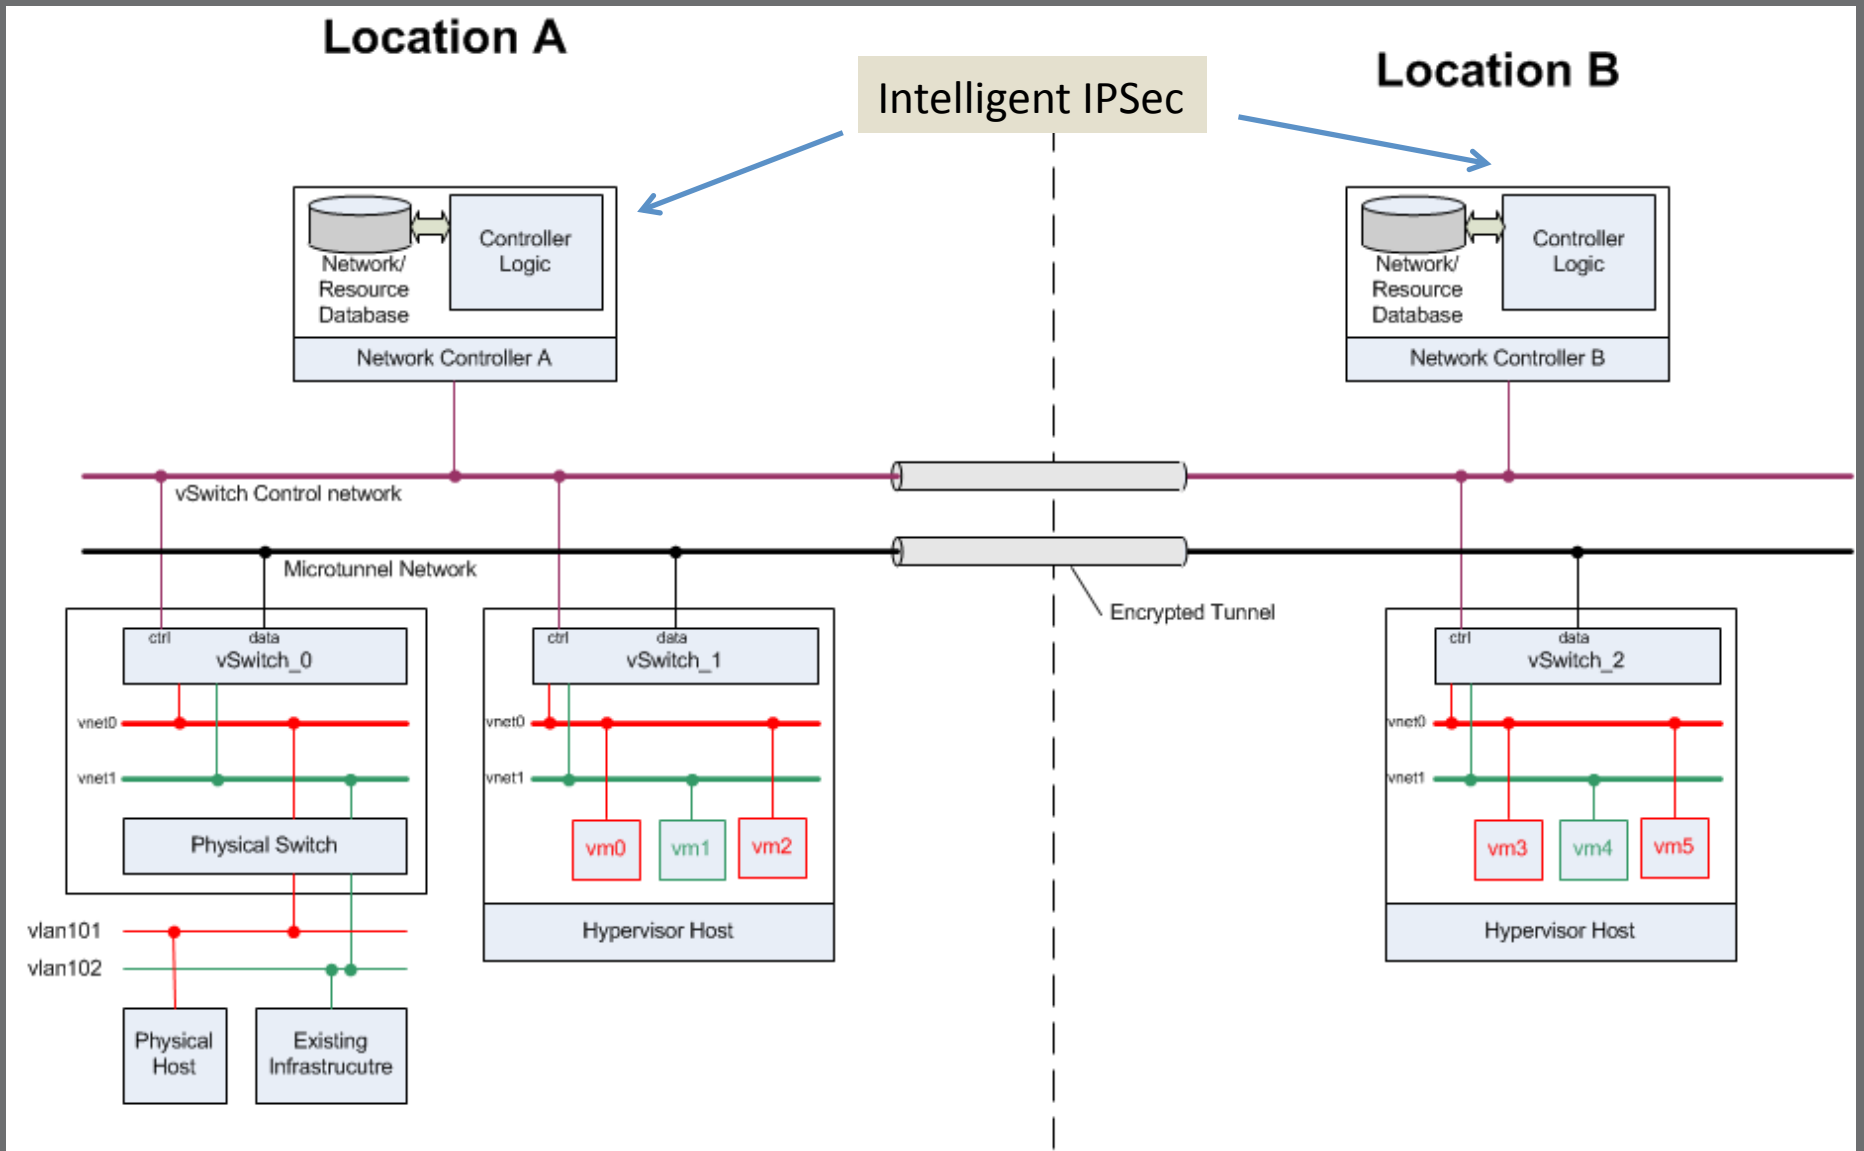 Location A
Intelligent IPSec
Location B
Controller
Logic
Network/
Resource
Database
Network Controller A
Controller
Logic
Network/
Resource
Database
Network Controller B
vSwitch Control network
Microtunnel Network
Encrypted Tunnel
ctrl
data
vSwitch_0
vnet0
vnet1
Physical Switch
vlan101
vlan102
Physical
Host
Existing
Infrastrucutre
ctrl
data
vSwitch_1
vnet0
vnet1
vm0
vm1
vm2
Hypervisor Host
ctrl
data
vSwitch_2
vnet0
vnet1
vm3
vm4
vm5
Hypervisor Host